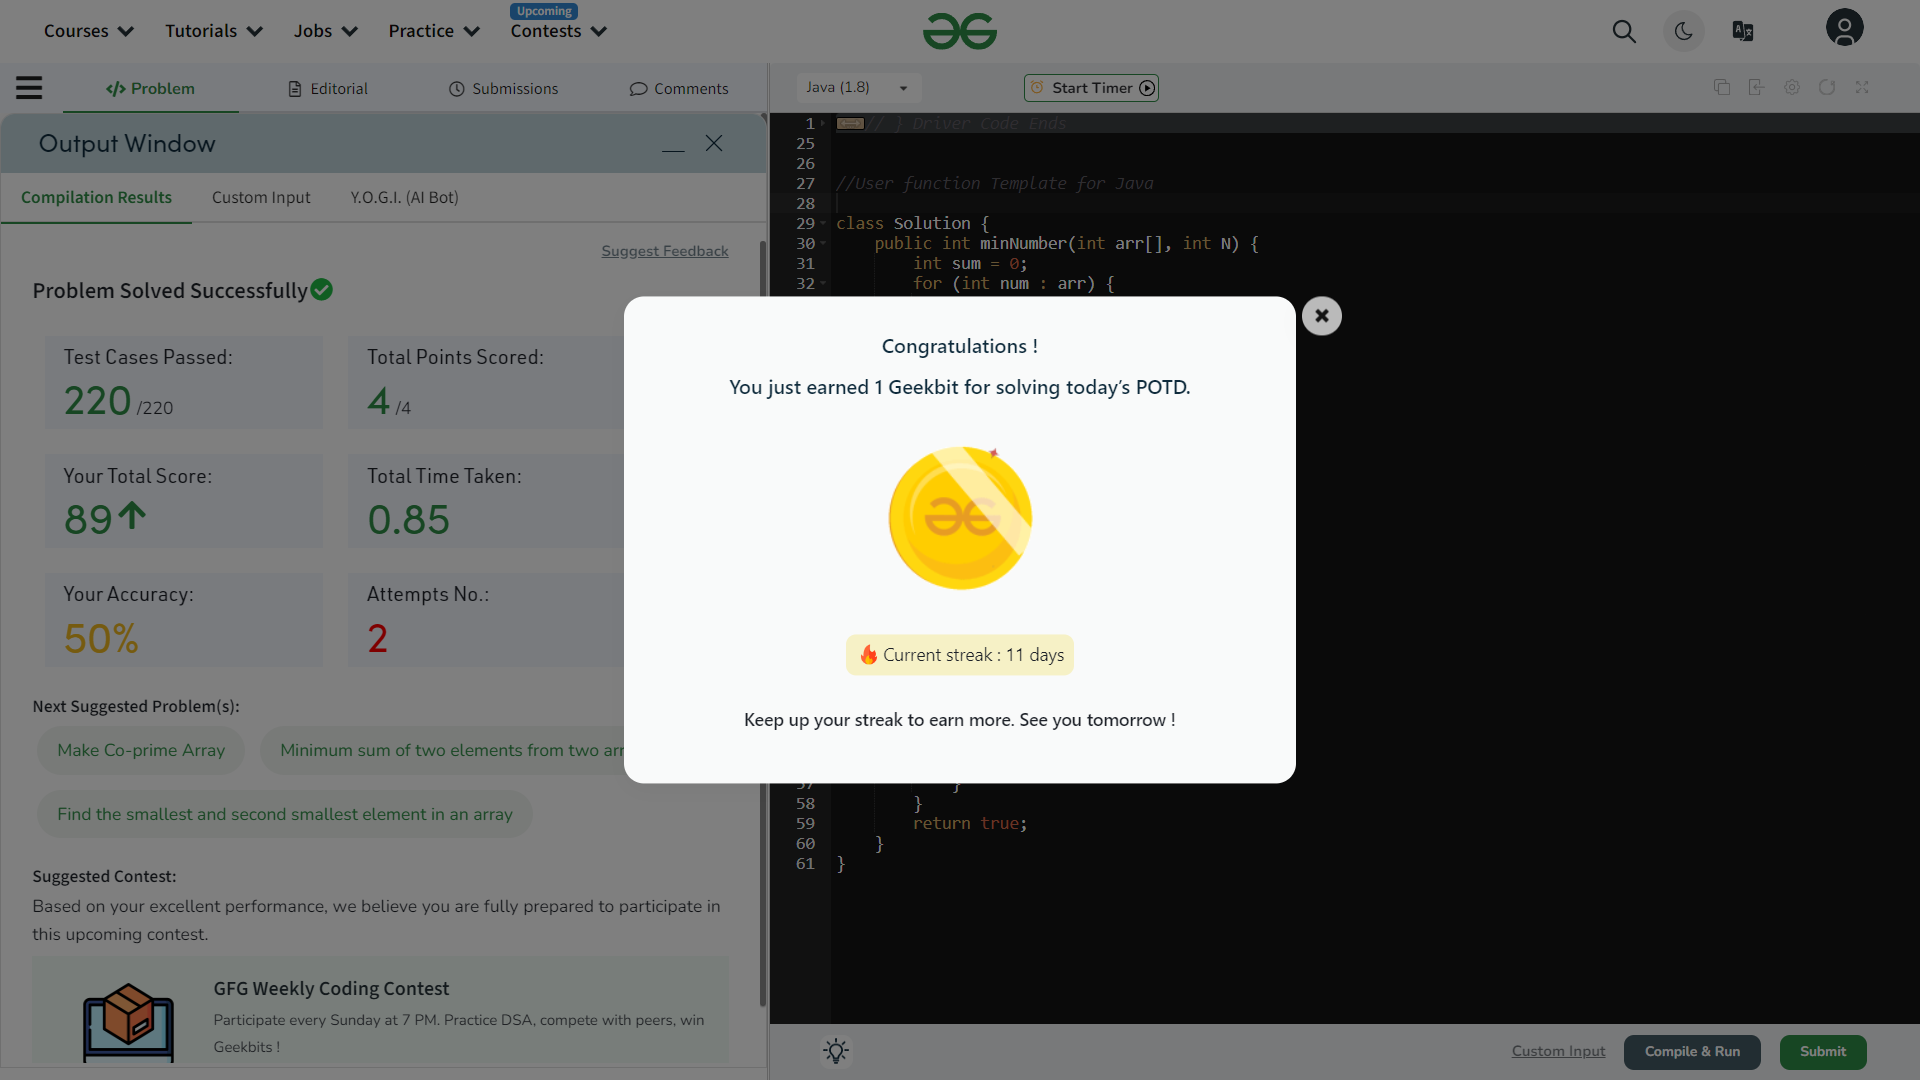 Upcoming
Courses Tutorials Jobs Practice Contests
Problem Editorial Submissions Comments
Java (1.8) Start Timer
Output Window
Compilation Results Custom Input Y.O.G.I. (AI Bot)
Suggest Feedback
Problem Solved Successfully
Test Cases Passed: Total Points Scored:
220 /220 4 /4
Your Total Score: Total Time Taken:
89 0.85
Your Accuracy: Attempts No.:
50% 2
Next Suggested Problem(s):
Make Co-prime Array Minimum sum of two elements from two
Find the smallest and second smallest element in an array
Suggested Contest:
Based on your excellent performance, we believe you are fully prepared to participate in
this upcoming contest.
GFG Weekly Coding Contest
Participate every Sunday at 7 PM. Practice DSA, compete with peers, win
Geekbits !
1 // } Driver Code Ends
25
26
27 //User function Template for Java
28
29 class Solution {
30 public int minNumber(int arr[], int N) {
31 int sum = 0;
32 for (int num : arr) {
Congratulations !
You just earned 1 Geekbit for solving today's POTD.
Current streak : 11 days
Keep up your streak to earn more. See you tomorrow !
57 }
58 }
59 return true;
60 }
61 }
Custom Input Compile & Run Submit